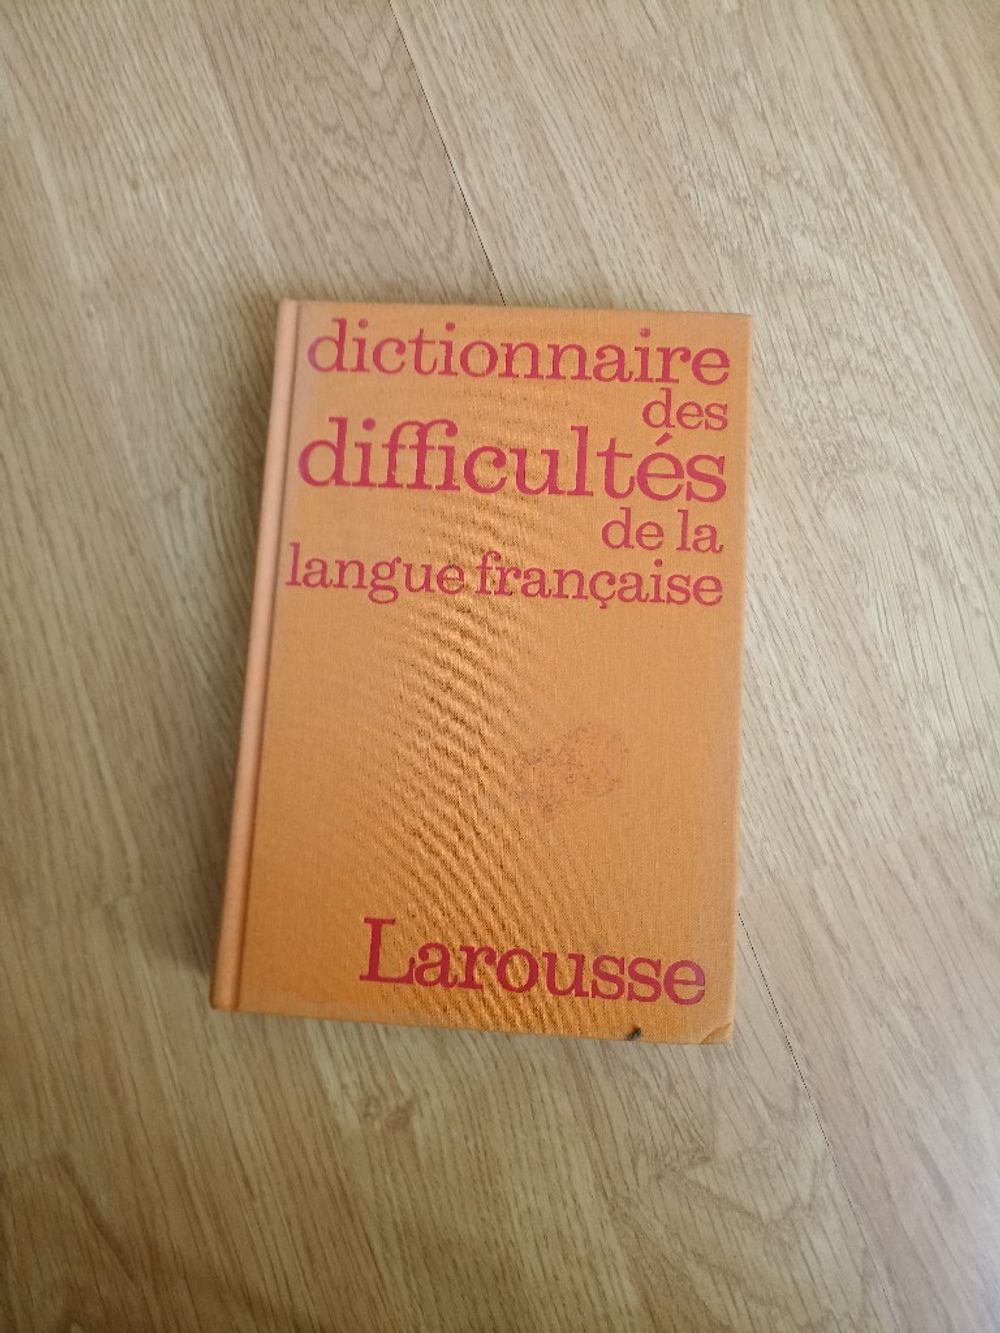 dictionnaire
des
difficultés
de la
langue française
Larousse